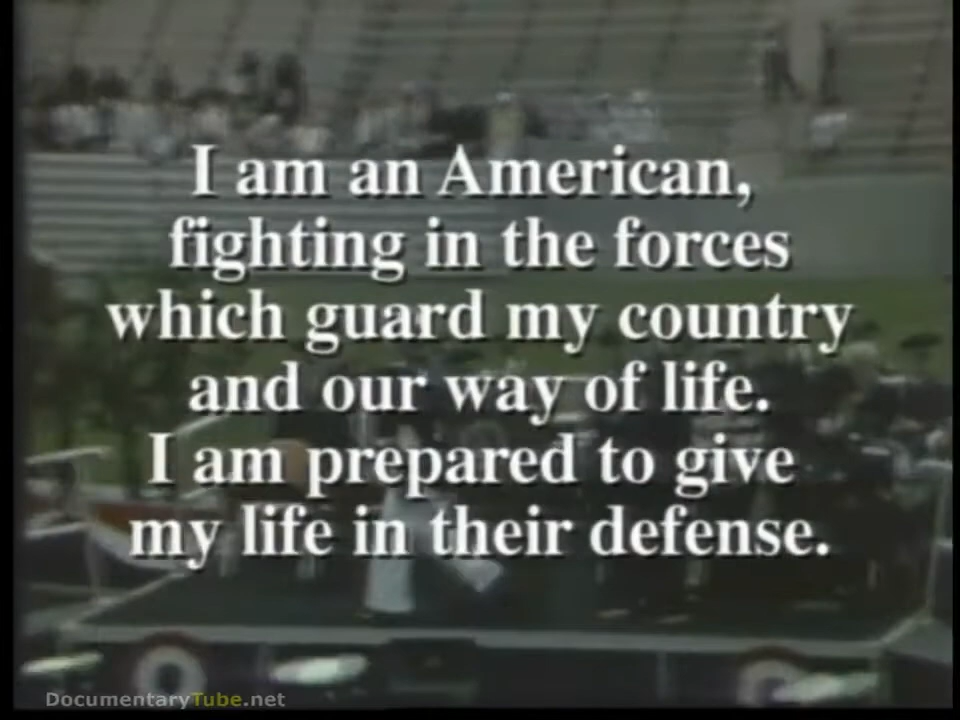 I am an American,
fighting in the forces
which guard my country
and our way of life.
I am prepared to give
my life in their defense.
DocumentaryTube.net